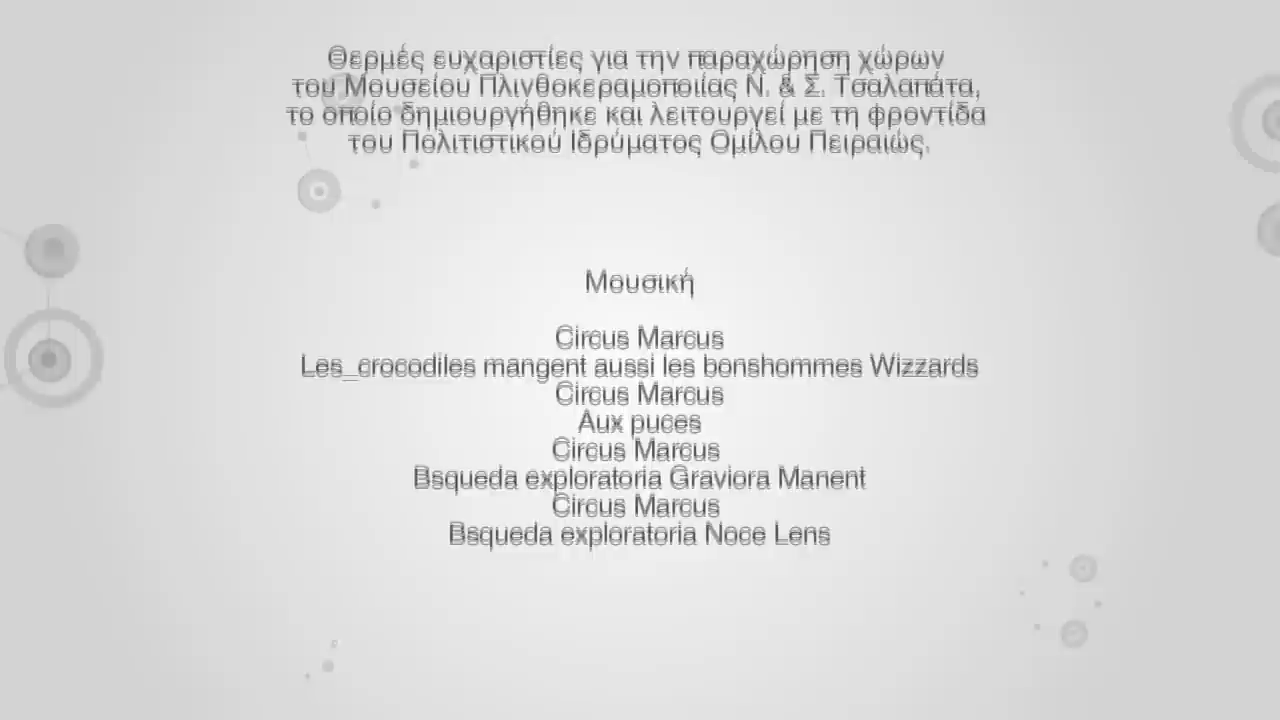 Θερμές ευχαριστίες για την παραχώρηση χώρων
του Μουσείου Πλινθοκεραμοποιίας Ν. & Σ. Τσαλαπάτα,
το οποίο δημιουργήθηκε και λειτουργεί με τη φροντίδα
του Πολιτιστικού Ιδρύματος Ομίλου Πειραιώς.
Μουσική
Circus Marcus
Les_crocodiles mangent aussi les bonshommes Wizzards
Circus Marcus
Aux puces
Circus Marcus
Bsqueda exploratoria Graviora Manent
Circus Marcus
Bsqueda exploratoria Noce Lens